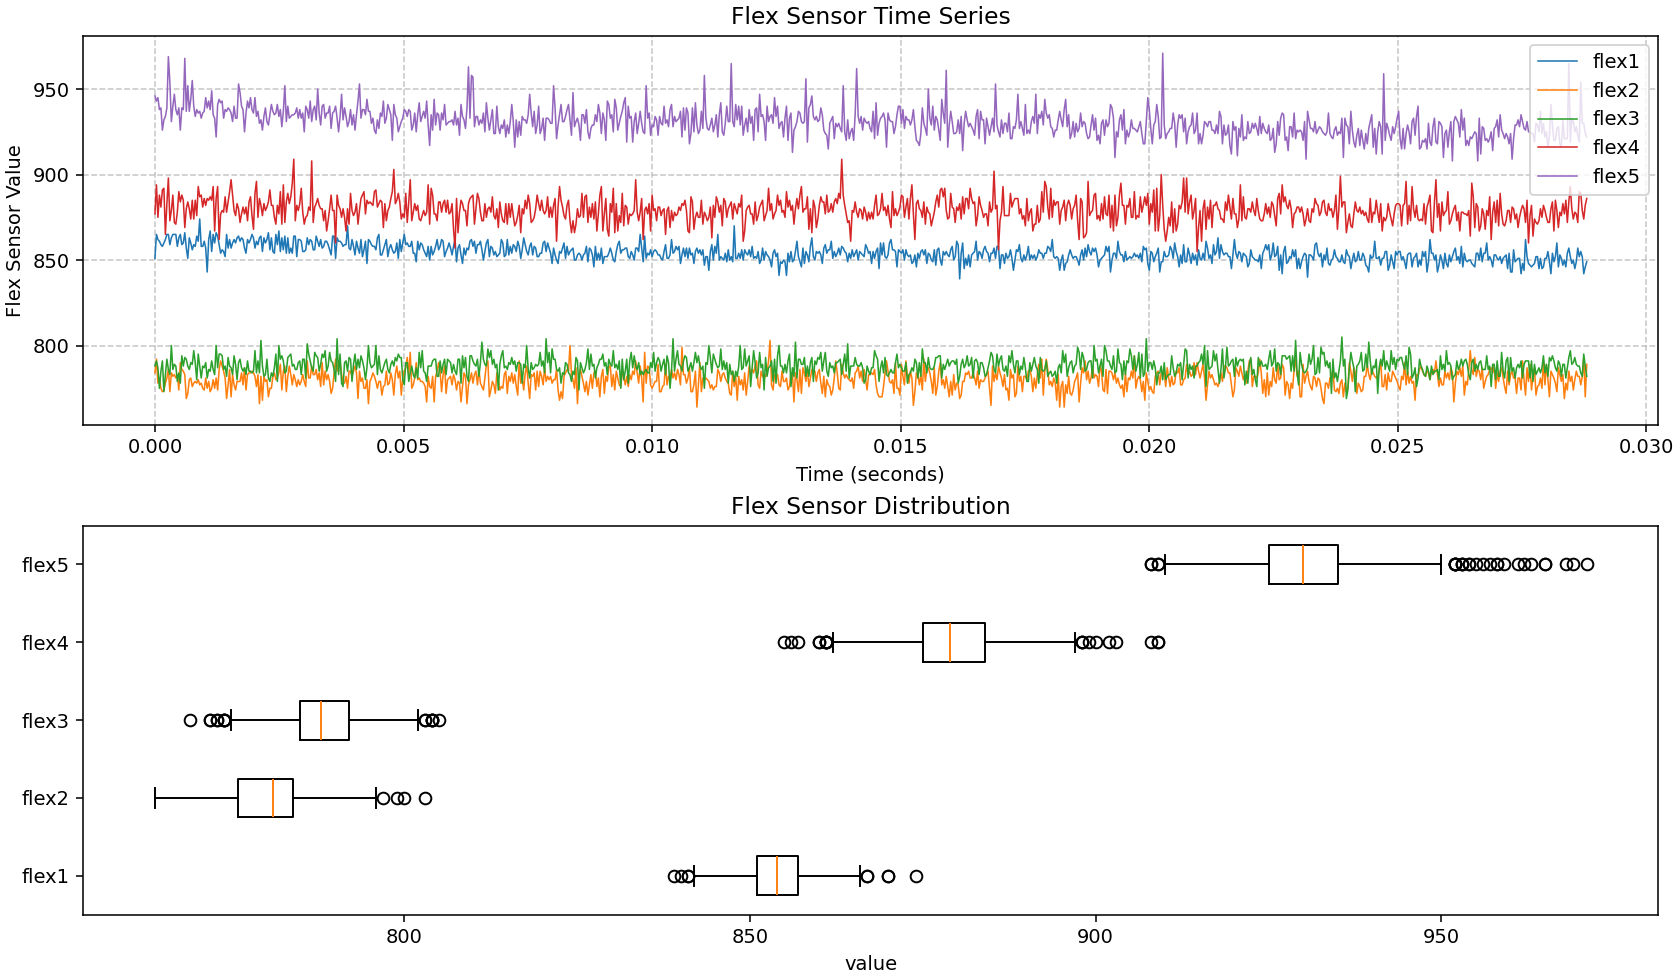 Flex Sensor Time Series
Flex Sensor Value
950
900
850
800
flex1
flex2
flex3
flex4
flex5
0.000 0.005 0.010 0.015 0.020 0.025 0.030
Time (seconds)
Flex Sensor Distribution
flex5
flex4
flex3
flex2
flex1
800 850 900 950
value